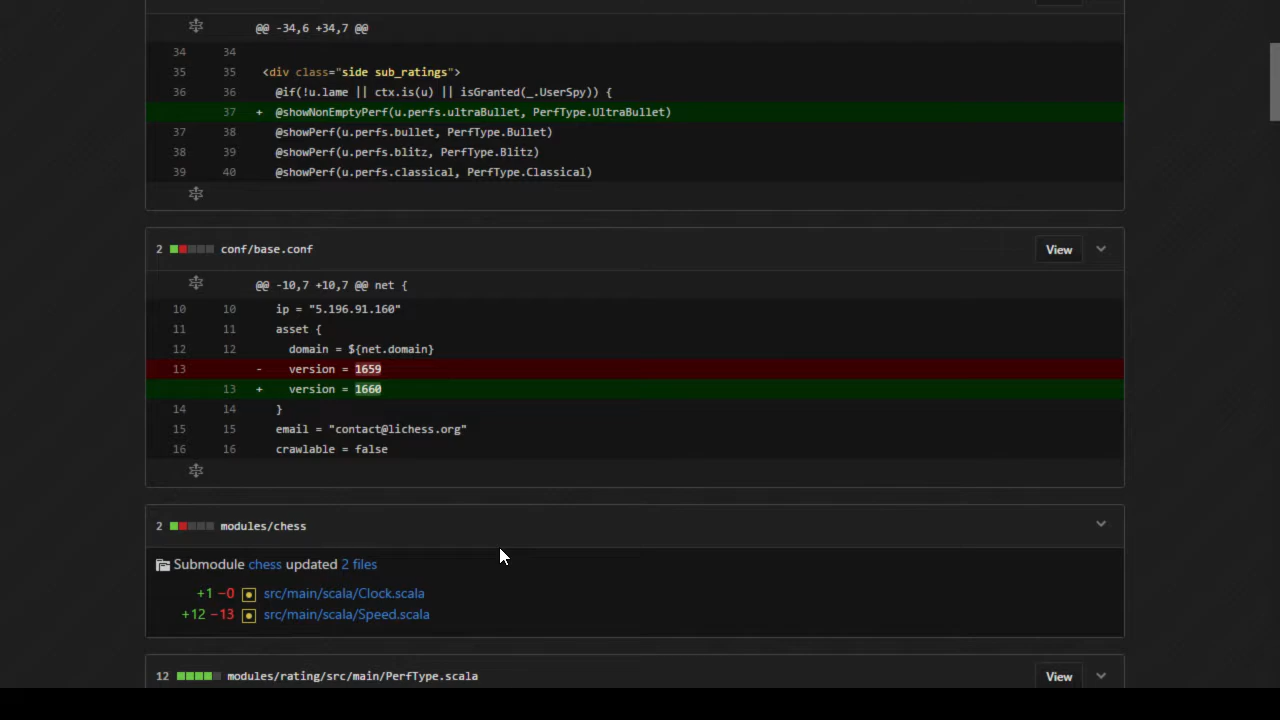 @@ -34,6 +34,7 @@
34 34
35 35 <div class="side sub_ratings">
36 36 @if(!u.lame || ctx.is(u) || isGranted(_.UserSpy)) {
37 + @showNonEmptyPerf(u.perfs.ultraBullet, PerfType.UltraBullet)
37 38 @showPerf(u.perfs.bullet, PerfType.Bullet)
38 39 @showPerf(u.perfs.blitz, PerfType.Blitz)
39 40 @showPerf(u.perfs.classical, PerfType.Classical)
2 conf/base.conf View
@@ -10,7 +10,7 @@ net {
10 10 ip = "5.196.91.160"
11 11 asset {
12 12 domain = ${net.domain}
13 - version = 1659
13 + version = 1660
14 14 }
15 15 email = "contact@lichess.org"
16 16 crawlable = false
2 modules/chess
Submodule chess updated 2 files
+1 −0 src/main/scala/Clock.scala
+12 −13 src/main/scala/Speed.scala
12 modules/rating/src/main/PerfType.scala View